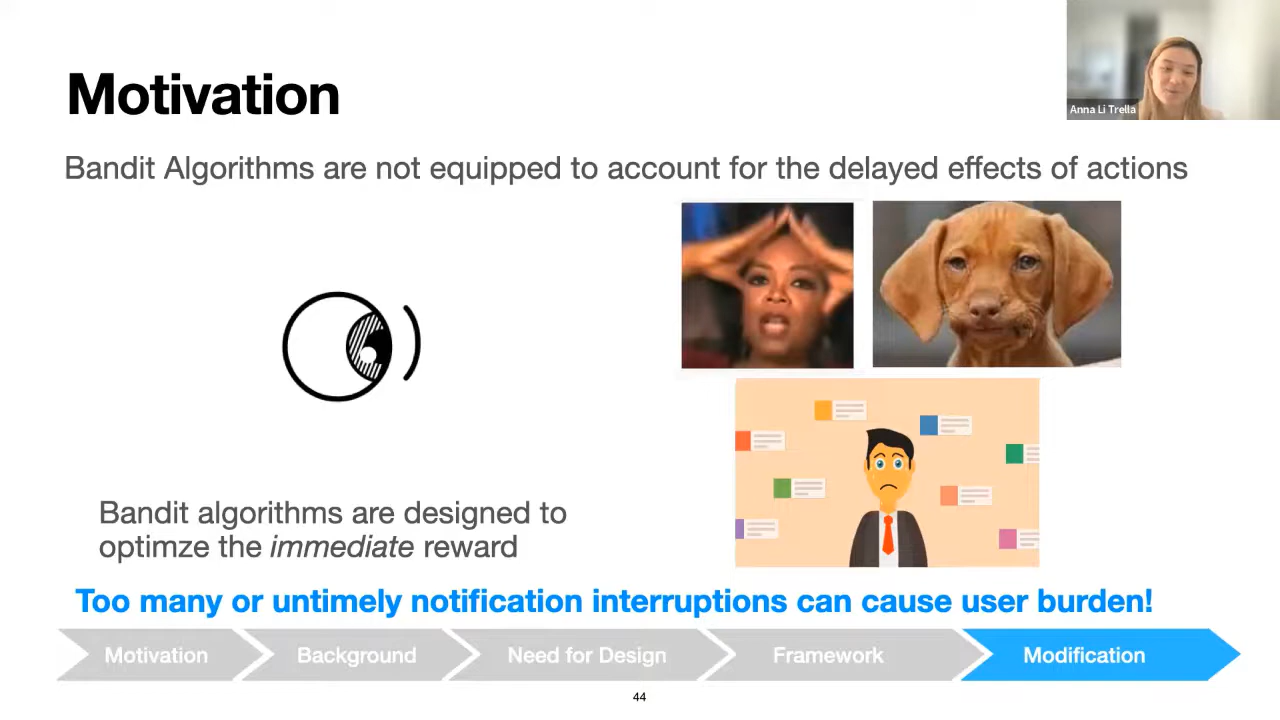 Motivation
Anna Li Trella
Bandit Algorithms are not equipped to account for the delayed effects of actions
Bandit algorithms are designed to
optimze the immediate reward
Too many or untimely notification interruptions can cause user burden!
Motivation
Background
Need for Design
Framework
Modification
44